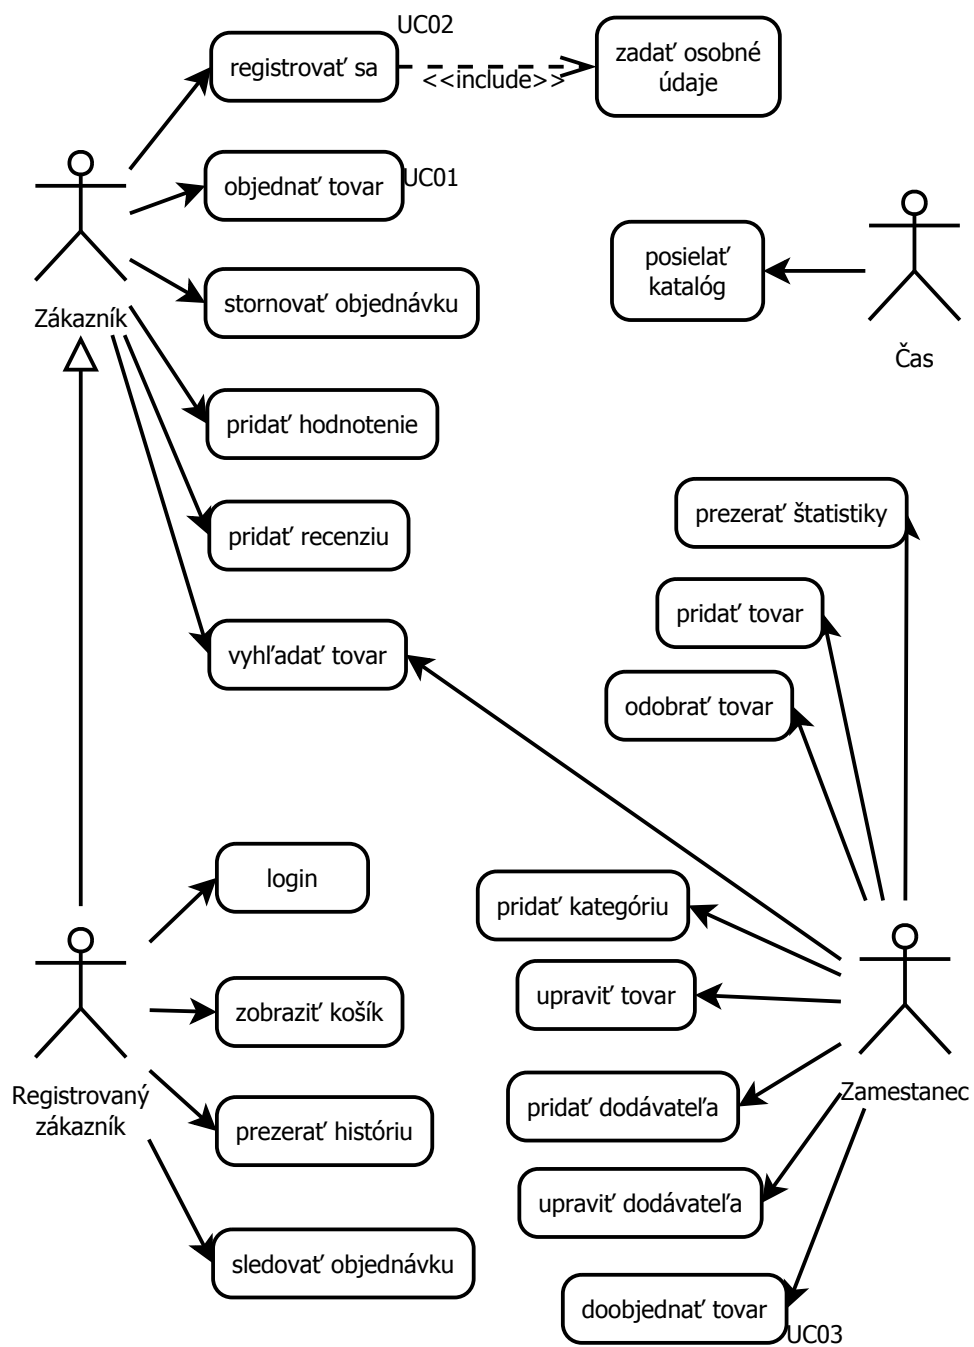 UC02
registrovať sa
<<include>>
zadať osobné
údaje
objednať tovar
UC01
posielať
katalóg
stornovať objednávku
Zákazník
Čas
pridať hodnotenie
prezerať štatistiky
pridať recenziu
pridať tovar
vyhľadať tovar
odobrať tovar
login
pridať kategóriu
upraviť tovar
zobraziť košík
Registrovaný
zákazník
Zamestanec
pridať dodávateľa
prezerať históriu
upraviť dodávateľa
sledovať objednávku
doobjednať tovar
UC03